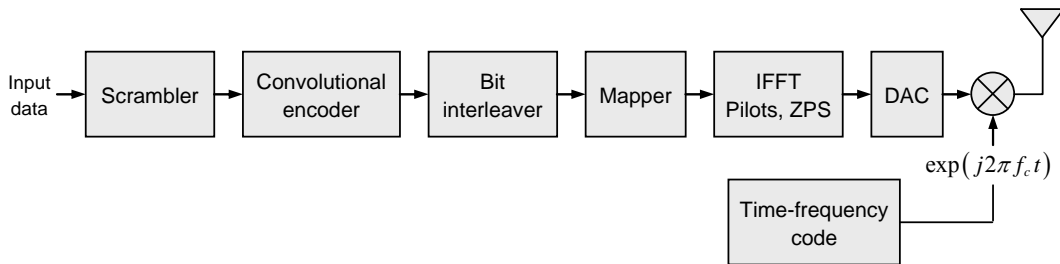 Input
data
Scrambler
Convolutional
encoder
Bit
interleaver
Mapper
IFFT
Pilots, ZPS
DAC
exp(j2πf_c t)
Time-frequency
code